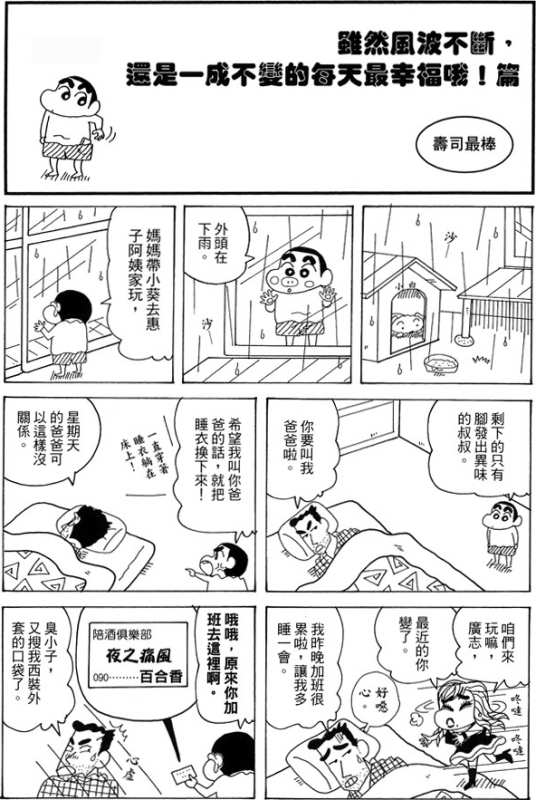 雖然風波不斷，
還是一成不變的每天最幸福哦！篇
壽司最棒
沙
小白
外頭在
下雨。
沙
媽媽帶小葵去惠
子阿姨家玩，
剩下的只有
腳發出異味
的叔叔。
你要叫我
爸爸啦。
希望我叫你爸
爸的話，就把
睡衣換下來！
一直穿著
睡衣躺在
床上！
星期天
的爸爸可
以這樣沒
關係。
咱們來
玩嘛，
廣志，
最近的你
變了。
咚噠
咚噠
好噁
心。
我昨晚加班很
累啦，讓我多
睡一會。
哦哦，原來你加
班去這裡啊。
陪酒俱樂部
夜之痛風
090………百合香
心虛
臭小子，
又搜我西裝外
套的口袋了。